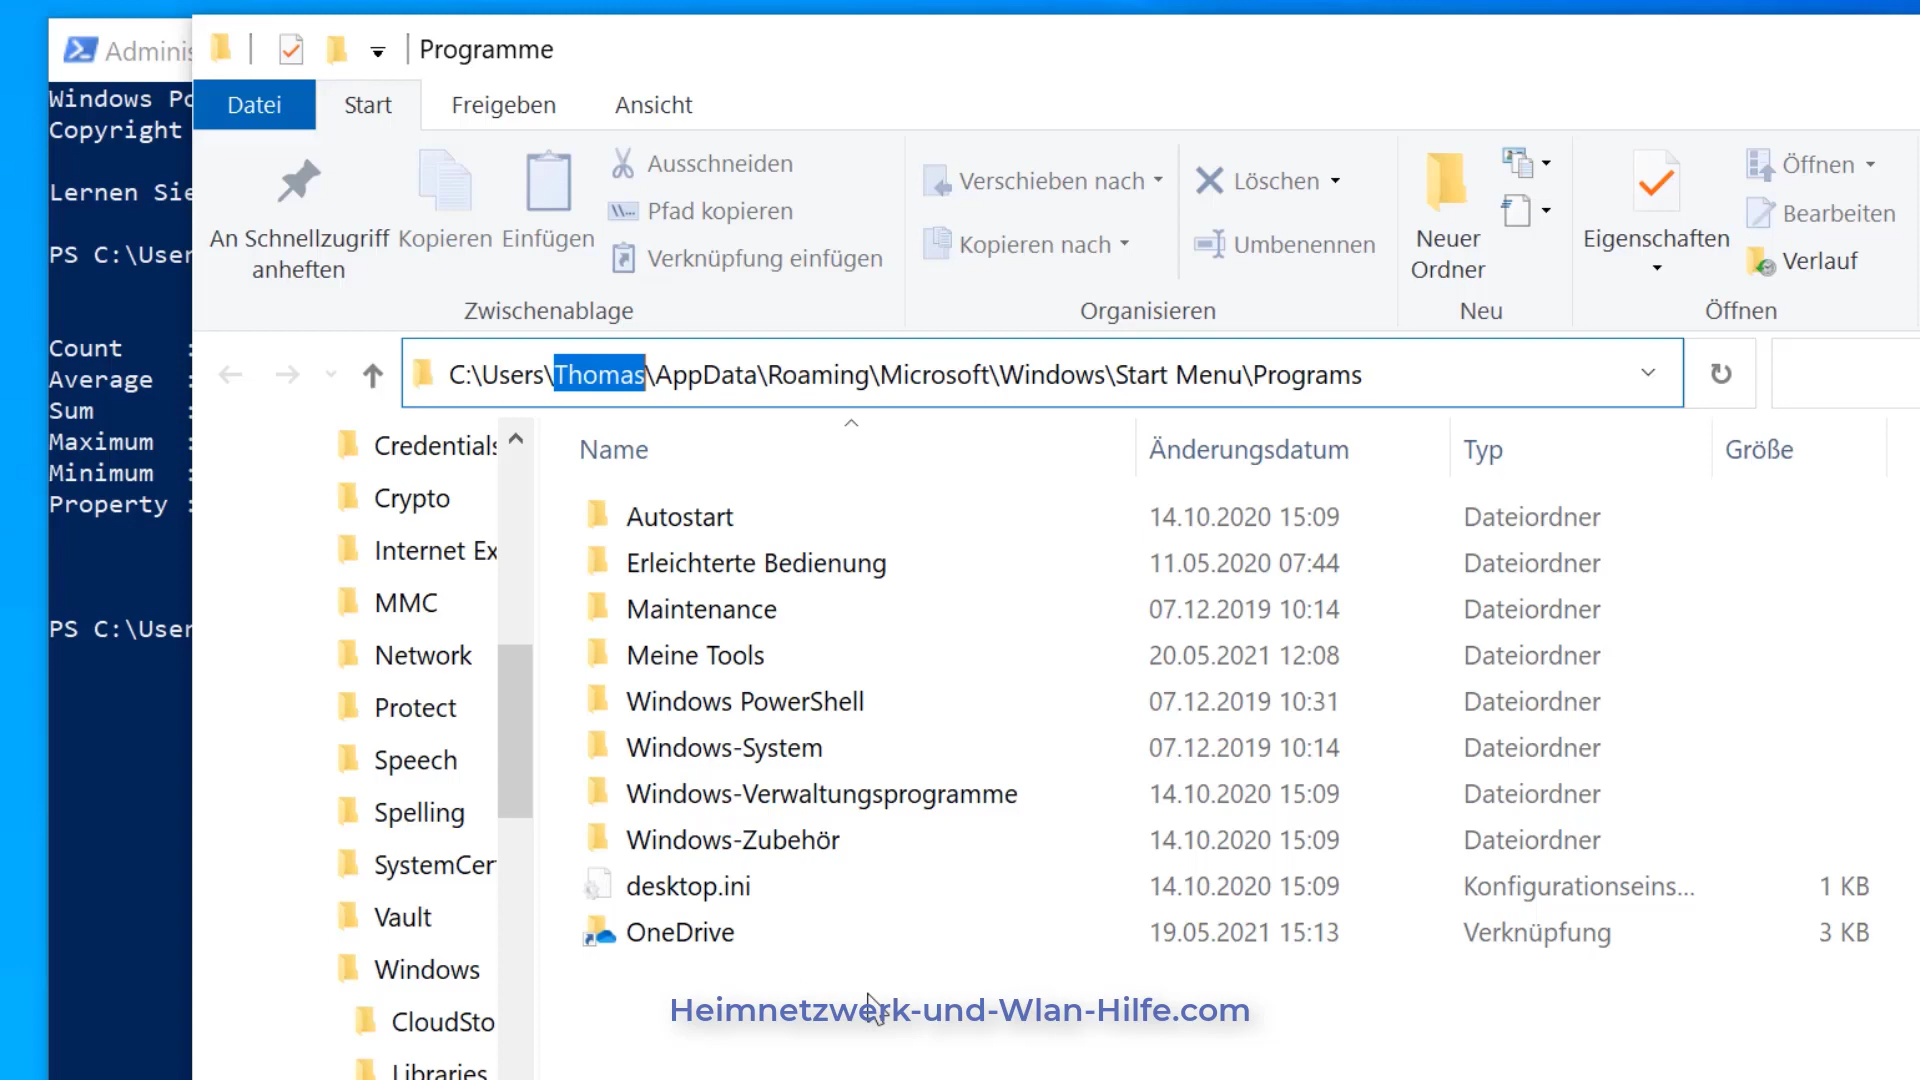 Adminis
Programme
Windows Po
Copyright
Lernen Sie
PS C:\User
Count :
Average :
Sum :
Maximum :
Minimum :
Property :
PS C:\User
Datei Start Freigeben Ansicht
An Schnellzugriff
anheften
Kopieren
Einfügen
Ausschneiden
Pfad kopieren
Verknüpfung einfügen
Zwischenablage
Verschieben nach
Kopieren nach
Löschen
Umbenennen
Organisieren
Neuer
Ordner
Neu
Eigenschaften
Öffnen
Bearbeiten
Verlauf
Öffnen
C:\Users\Thomas\AppData\Roaming\Microsoft\Windows\Start Menu\Programs
Credentials
Crypto
Internet Ex
MMC
Network
Protect
Speech
Spelling
SystemCer
Vault
Windows
CloudSto
Libraries
Name Änderungsdatum Typ Größe
Autostart 14.10.2020 15:09 Dateiordner
Erleichterte Bedienung 11.05.2020 07:44 Dateiordner
Maintenance 07.12.2019 10:14 Dateiordner
Meine Tools 20.05.2021 12:08 Dateiordner
Windows PowerShell 07.12.2019 10:31 Dateiordner
Windows-System 07.12.2019 10:14 Dateiordner
Windows-Verwaltungsprogramme 14.10.2020 15:09 Dateiordner
Windows-Zubehör 14.10.2020 15:09 Dateiordner
desktop.ini 14.10.2020 15:09 Konfigurationseins... 1 KB
OneDrive 19.05.2021 15:13 Verknüpfung 3 KB
Heimnetzwerk-und-Wlan-Hilfe.com